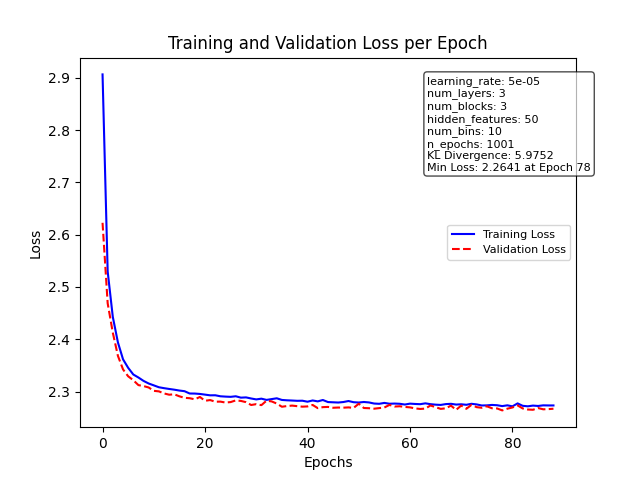 Training and Validation Loss per Epoch
2.9
2.8
2.7
2.6
2.5
2.4
2.3
Loss
learning_rate: 5e-05
num_layers: 3
num_blocks: 3
hidden_features: 50
num_bins: 10
n_epochs: 1001
KL Divergence: 5.9752
Min Loss: 2.2641 at Epoch 78
Training Loss
Validation Loss
0 20 40 60 80
Epochs